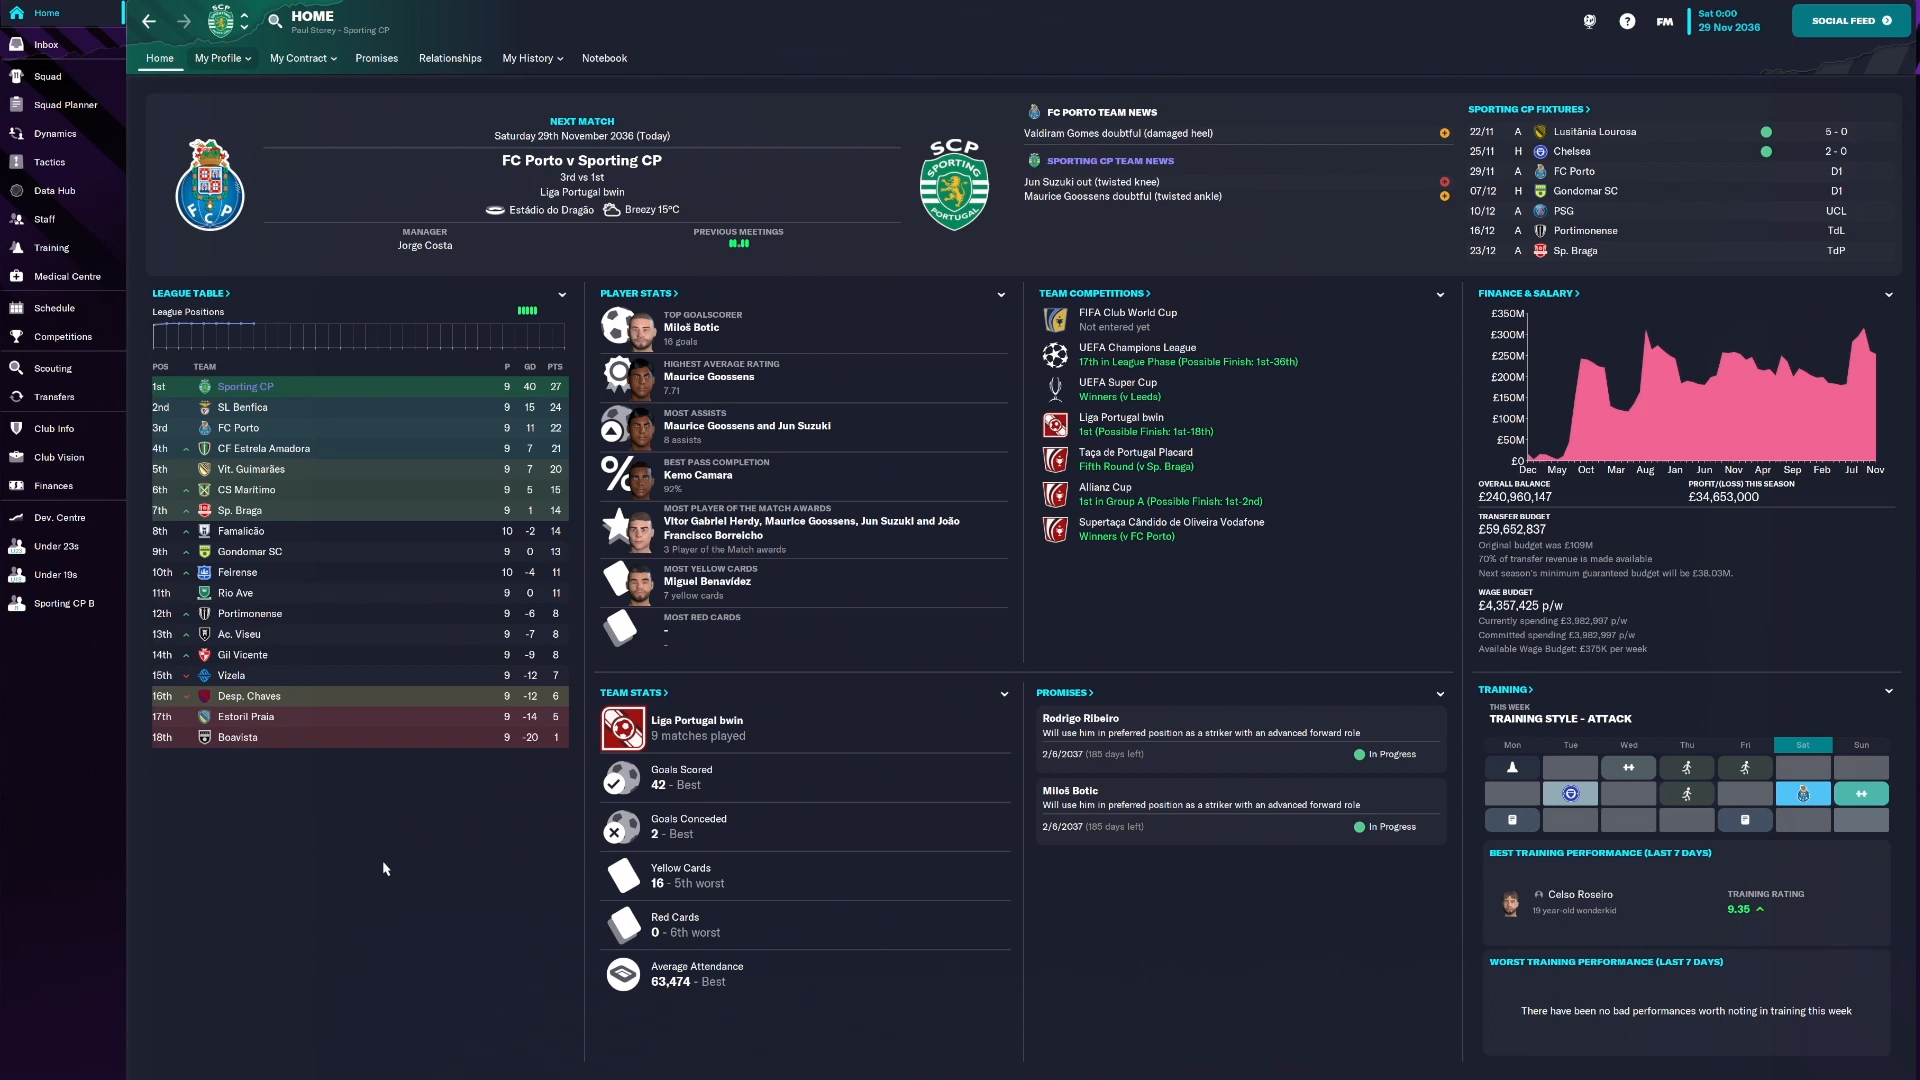 Home
Inbox
Squad
Squad Planner
Dynamics
Tactics
Data Hub
Staff
Training
Medical Centre
Schedule
Competitions
Scouting
Transfers
Club Info
Club Vision
Finances
Dev. Centre
Under 23s
Under 19s
Sporting CP B
HOME
Paul Storey - Sporting CP
FM
Sat 0:00
29 Nov 2036
SOCIAL FEED
Home My Profile My Contract Promises Relationships My History Notebook
NEXT MATCH
Saturday 29th November 2036 (Today)
FC Porto v Sporting CP
3rd vs 1st
Liga Portugal bwin
Estádio do Dragão Breezy 15°C
MANAGER
Jorge Costa
PREVIOUS MEETINGS
SCP
SPORTING
PORTUGAL
FC PORTO TEAM NEWS
Valdiram Gomes doubtful (damaged heel)
SPORTING CP TEAM NEWS
Jun Suzuki out (twisted knee)
Maurice Goossens doubtful (twisted ankle)
SPORTING CP FIXTURES >
22/11 A Lusitânia Lourosa 5 - 0
25/11 H Chelsea 2 - 0
29/11 A FC Porto D1
07/12 H Gondomar SC D1
10/12 A PSG UCL
16/12 A Portimonense TdL
23/12 A Sp. Braga TdP
LEAGUE TABLE >
League Positions
POS TEAM P GD PTS
1st Sporting CP 9 40 27
2nd SL Benfica 9 15 24
3rd FC Porto 9 11 22
4th CF Estrela Amadora 9 7 21
5th Vit. Guimarães 9 7 20
6th CS Marítimo 9 5 15
7th Sp. Braga 9 1 14
8th Famalicão 10 -2 14
9th Gondomar SC 9 0 13
10th Feirense 10 -4 11
11th Rio Ave 9 0 11
12th Portimonense 9 -6 8
13th Ac. Viseu 9 -7 8
14th Gil Vicente 9 -9 8
15th Vizela 9 -12 7
16th Desp. Chaves 9 -12 6
17th Estoril Praia 9 -14 5
18th Boavista 9 -20 1
PLAYER STATS >
TOP GOALSCORER
Miloš Botic
16 goals
HIGHEST AVERAGE RATING
Maurice Goossens
7.71
MOST ASSISTS
Maurice Goossens and Jun Suzuki
8 assists
BEST PASS COMPLETION
Kemo Camara
92%
MOST PLAYER OF THE MATCH AWARDS
Vítor Gabriel Herdy, Maurice Goossens, Jun Suzuki and João
Francisco Borreicho
3 Player of the Match awards
MOST YELLOW CARDS
Miguel Benavídez
7 yellow cards
MOST RED CARDS
-
-
TEAM COMPETITIONS >
FIFA Club World Cup
Not entered yet
UEFA Champions League
17th in League Phase (Possible Finish: 1st-36th)
UEFA Super Cup
Winners (v Leeds)
Liga Portugal bwin
1st (Possible Finish: 1st-18th)
Taça de Portugal Placard
Fifth Round (v Sp. Braga)
Allianz Cup
1st in Group A (Possible Finish: 1st-2nd)
Supertaça Cândido de Oliveira Vodafone
Winners (v FC Porto)
FINANCE & SALARY >
£350M
£300M
£250M
£200M
£150M
£100M
£50M
£0
Dec May Oct Mar Aug Jan Jun Nov Apr Sep Feb Jul Nov
OVERALL BALANCE
£240,960,147
PROFIT/(LOSS) THIS SEASON
£34,653,000
TRANSFER BUDGET
£59,652,837
Original budget was £109M
70% of transfer revenue is made available
Next season's minimum guaranteed budget will be £38.03M.
WAGE BUDGET
£4,357,425 p/w
Currently spending £3,982,997 p/w
Committed spending £3,982,997 p/w
Available Wage Budget: £375K per week
TEAM STATS >
Liga Portugal bwin
9 matches played
Goals Scored
42 - Best
Goals Conceded
2 - Best
Yellow Cards
16 - 5th worst
Red Cards
0 - 6th worst
Average Attendance
63,474 - Best
PROMISES >
Rodrigo Ribeiro
Will use him in preferred position as a striker with an advanced forward role
2/6/2037 (185 days left) In Progress
Miloš Botic
Will use him in preferred position as a striker with an advanced forward role
2/6/2037 (185 days left) In Progress
TRAINING >
THIS WEEK
TRAINING STYLE - ATTACK
Mon Tue Wed Thu Fri Sat Sun
BEST TRAINING PERFORMANCE (LAST 7 DAYS)
Celso Roseiro
19 year-old wonderkid
TRAINING RATING
9.35
WORST TRAINING PERFORMANCE (LAST 7 DAYS)
There have been no bad performances worth noting in training this week